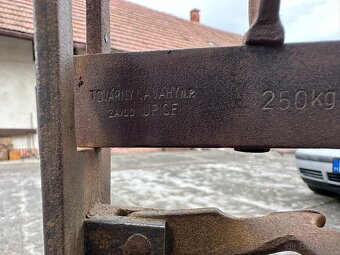 TOVÁRNY NA VÁHY N.P. 250Kg
ZÁVOD